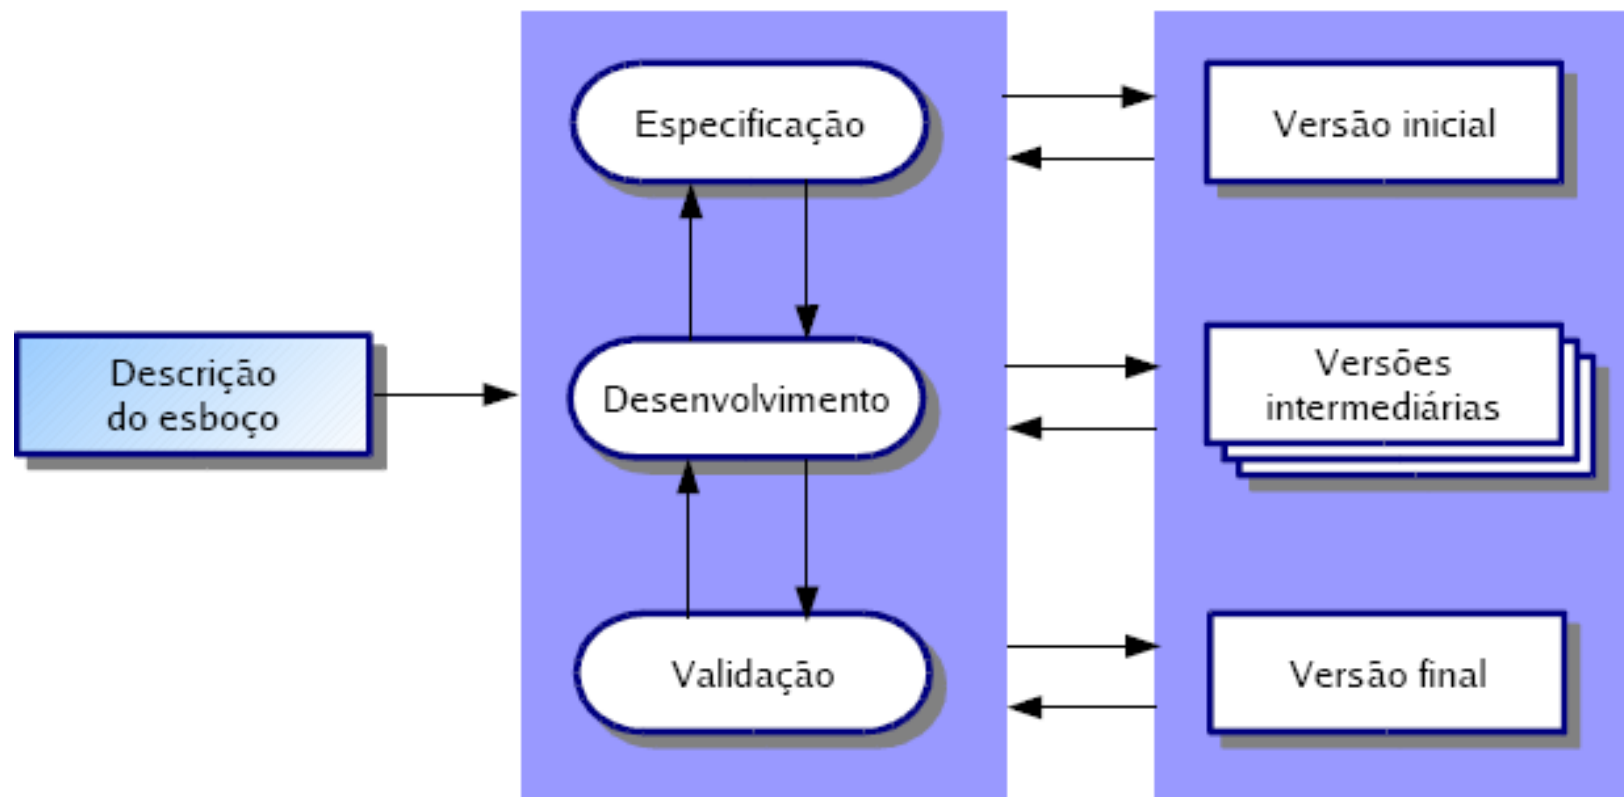 Especificação
Versão inicial
Descrição
do esboço
Desenvolvimento
Versões
intermediárias
Validação
Versão final